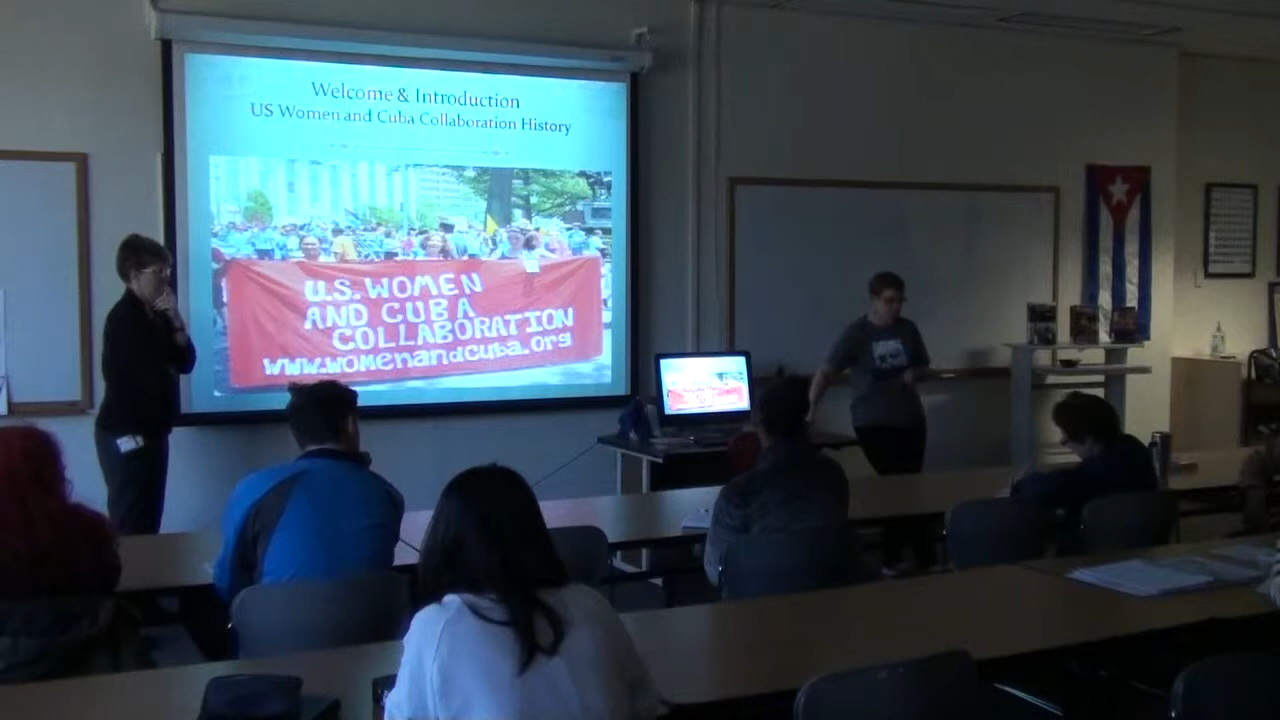 Welcome & Introduction
US Women and Cuba Collaboration History
U.S. WOMEN
AND CUBA
COLLABORATION
www.womenandcuba.org